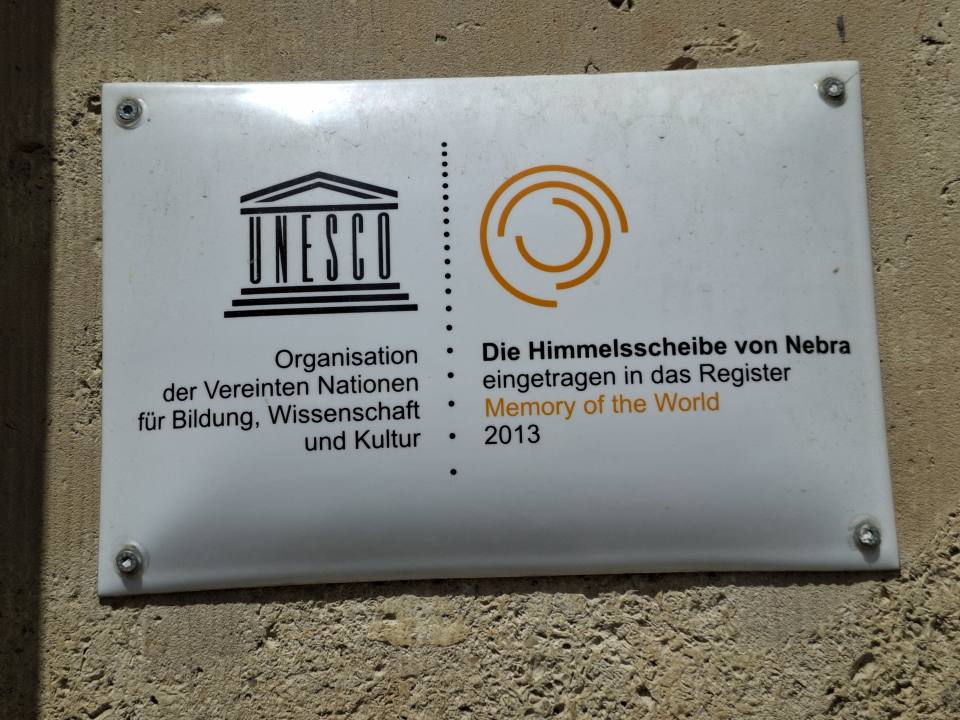 UNESCO
Organisation
der Vereinten Nationen
für Bildung, Wissenschaft
und Kultur
Die Himmelsscheibe von Nebra
eingetragen in das Register
Memory of the World
2013